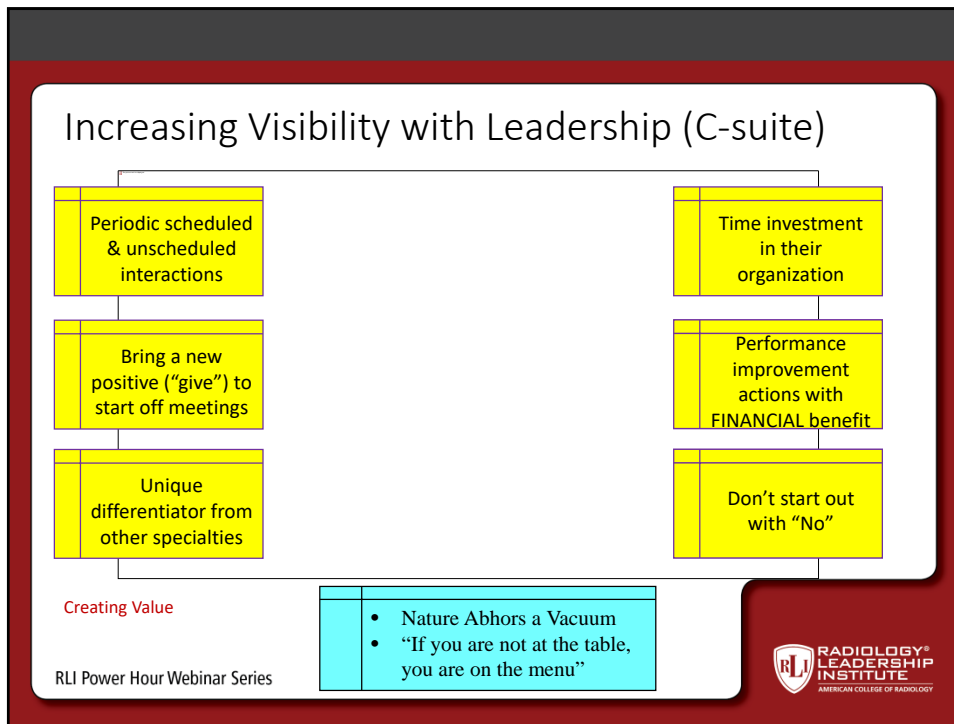 Increasing Visibility with Leadership (C-suite)
Periodic scheduled
& unscheduled
interactions
Time investment
in their
organization
Bring a new
positive (“give”) to
start off meetings
Performance
improvement
actions with
FINANCIAL benefit
Unique
differentiator from
other specialties
Don’t start out
with “No”
Creating Value
• Nature Abhors a Vacuum
• “If you are not at the table,
you are on the menu”
RLI Power Hour Webinar Series
RLI
RADIOLOGY®
LEADERSHIP
INSTITUTE
AMERICAN COLLEGE OF RADIOLOGY